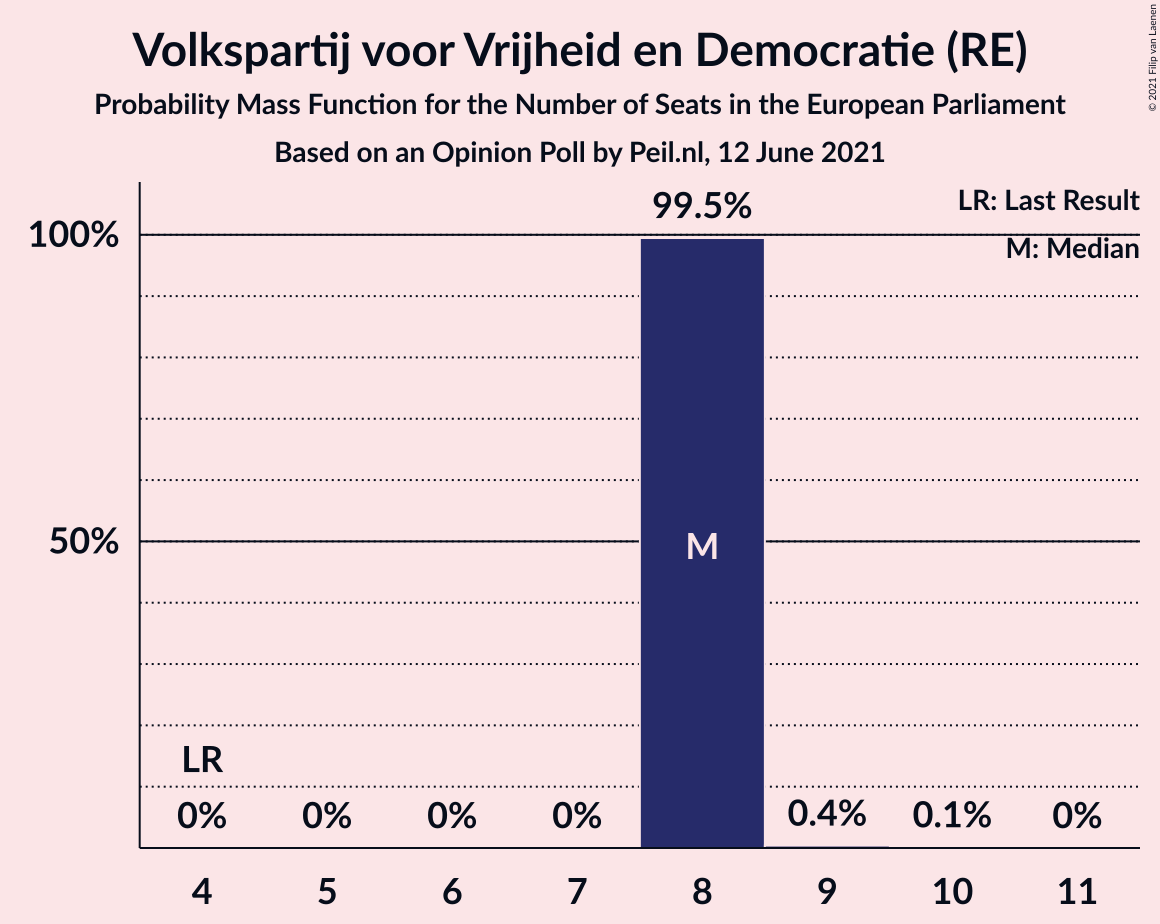 Volkspartij voor Vrijheid en Democratie (RE)
Probability Mass Function for the Number of Seats in the European Parliament
Based on an Opinion Poll by Peil.nl, 12 June 2021
© 2021 Filip van Laenen
LR: Last Result
M: Median
99.5%
100%
50%
M
LR
0% 0% 0% 0% 0.4% 0.1% 0%
4 5 6 7 8 9 10 11